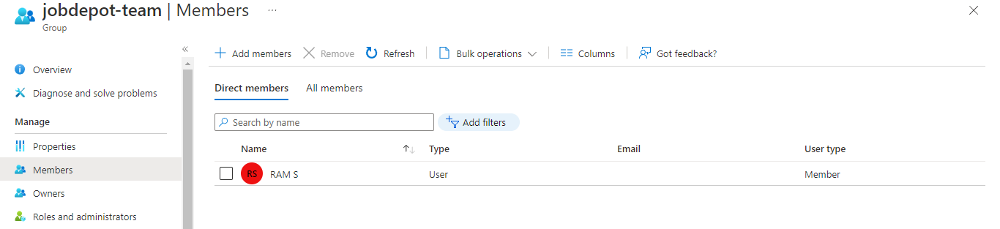 jobdepot-team | Members ...
Group
Add members Remove Refresh Bulk operations Columns Got feedback?
Overview
Diagnose and solve problems
Manage
Properties
Members
Owners
Roles and administrators
Direct members All members
Search by name Add filters
Name Type Email User type
RS RAM S User Member